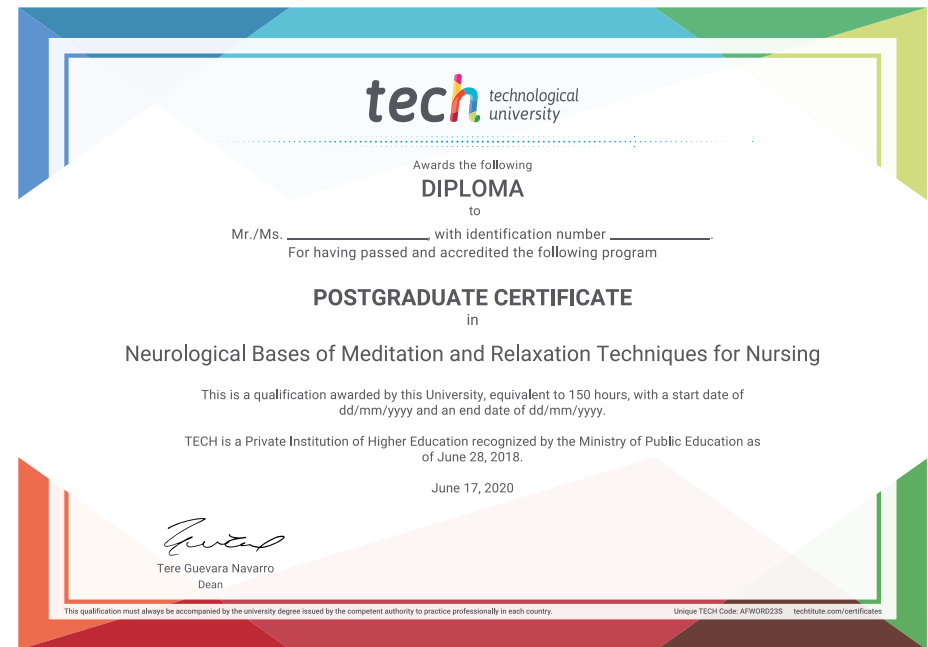 tech technological
university
Awards the following
DIPLOMA
to
Mr./Ms. ____________________, with identification number ______________.
For having passed and accredited the following program
POSTGRADUATE CERTIFICATE
in
Neurological Bases of Meditation and Relaxation Techniques for Nursing
This is a qualification awarded by this University, equivalent to 150 hours, with a start date of
dd/mm/yyyy and an end date of dd/mm/yyyy.
TECH is a Private Institution of Higher Education recognized by the Ministry of Public Education as
of June 28, 2018.
June 17, 2020
Tere Guevara Navarro
Dean
This qualification must always be accompanied by the university degree issued by the competent authority to practice professionally in each country.
Unique TECH Code: AFWORD23S techtitute.com/certificates